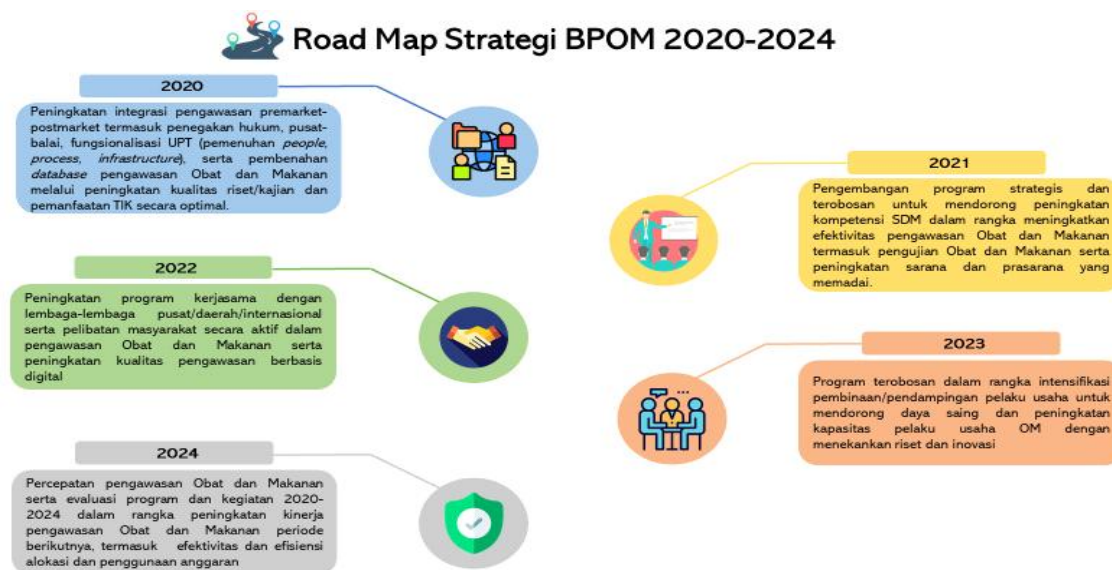 Road Map Strategi BPOM 2020-2024
2020
Peningkatan integrasi pengawasan premarket-
postmarket termasuk penegakan hukum, pusat-
balai, fungsionalisasi UPT (pemenuhan people,
process, infrastructure), serta pembenahan
database pengawasan Obat dan Makanan
melalui peningkatan kualitas riset/kajian dan
pemanfaatan TIK secara optimal.
2021
Pengembangan program strategis dan
terobosan untuk mendorong peningkatan
kompetensi SDM dalam rangka meningkatkan
efektivitas pengawasan Obat dan Makanan
termasuk pengujian Obat dan Makanan serta
peningkatan sarana dan prasarana yang
memadai.
2022
Peningkatan program kerjasama dengan
lembaga-lembaga pusat/daerah/internasional
serta pelibatan masyarakat secara aktif dalam
pengawasan Obat dan Makanan serta
peningkatan kualitas pengawasan berbasis
digital
2023
Program terobosan dalam rangka intensifikasi
pembinaan/pendampingan pelaku usaha untuk
mendorong daya saing dan peningkatan
kapasitas pelaku usaha OM dengan
menekankan riset dan inovasi
2024
Percepatan pengawasan Obat dan Makanan
serta evaluasi program dan kegiatan 2020-
2024 dalam rangka peningkatan kinerja
pengawasan Obat dan Makanan periode
berikutnya, termasuk efektivitas dan efisiensi
alokasi dan penggunaan anggaran